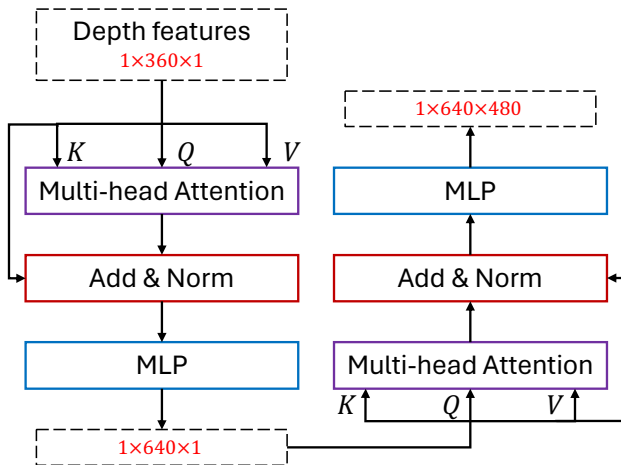 Depth features
1×360×1
K Q V
Multi-head Attention
Add & Norm
MLP
1×640×1
1×640×480
MLP
Add & Norm
Multi-head Attention
K Q V